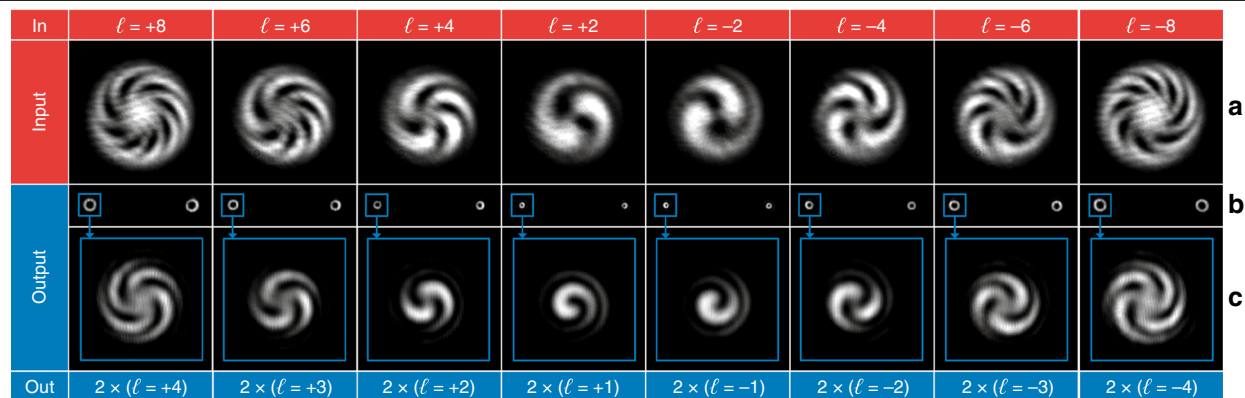 In ℓ = +8 ℓ = +6 ℓ = +4 ℓ = +2 ℓ = –2 ℓ = –4 ℓ = –6 ℓ = –8
Input
a
Output
b
c
Out 2 × (ℓ = +4) 2 × (ℓ = +3) 2 × (ℓ = +2) 2 × (ℓ = +1) 2 × (ℓ = –1) 2 × (ℓ = –2) 2 × (ℓ = –3) 2 × (ℓ = –4)